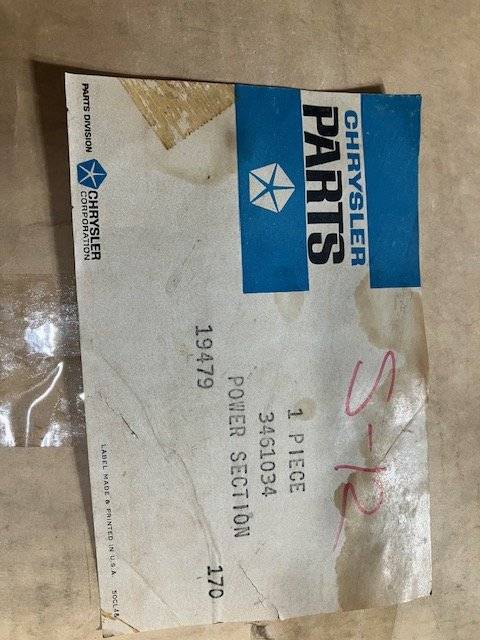 CHRYSLER
PARTS
S-12
1 PIECE
3461034
POWER SECTION
19479 170
PARTS DIVISION CHRYSLER
CORPORATION
LABEL MADE & PRINTED IN U.S.A.